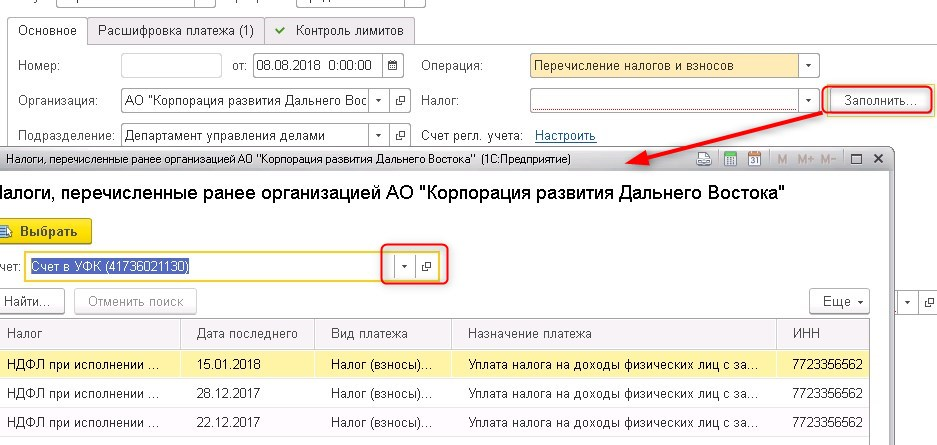 Основное Расшифровка платежа (1) Контроль лимитов
Номер: от: 08.08.2018 0:00:00 Операция: Перечисление налогов и взносов
Организация: АО "Корпорация развития Дальнего Вос Налог: Заполнить...
Подразделение: Департамент управления делами Счет регл. учета: Настроить
Налоги, перечисленные ранее организацией АО "Корпорация развития Дальнего Востока" (1С:Предприятие) 31 M M+ M-
Налоги, перечисленные ранее организацией АО "Корпорация развития Дальнего Востока"
Выбрать
чет: Счет в УФК (41736021130)
Найти... Отменить поиск Еще
Налог Дата последнего Вид платежа Назначение платежа ИНН
НДФЛ при исполнении ... 15.01.2018 Налог (взносы)... Уплата налога на доходы физических лиц с за... 7723356562
НДФЛ при исполнении ... 28.12.2017 Налог (взносы)... Уплата налога на доходы физических лиц с за... 7723356562
НДФЛ при исполнении ... 22.12.2017 Налог (взносы)... Уплата налога на доходы физических лиц с за... 7723356562